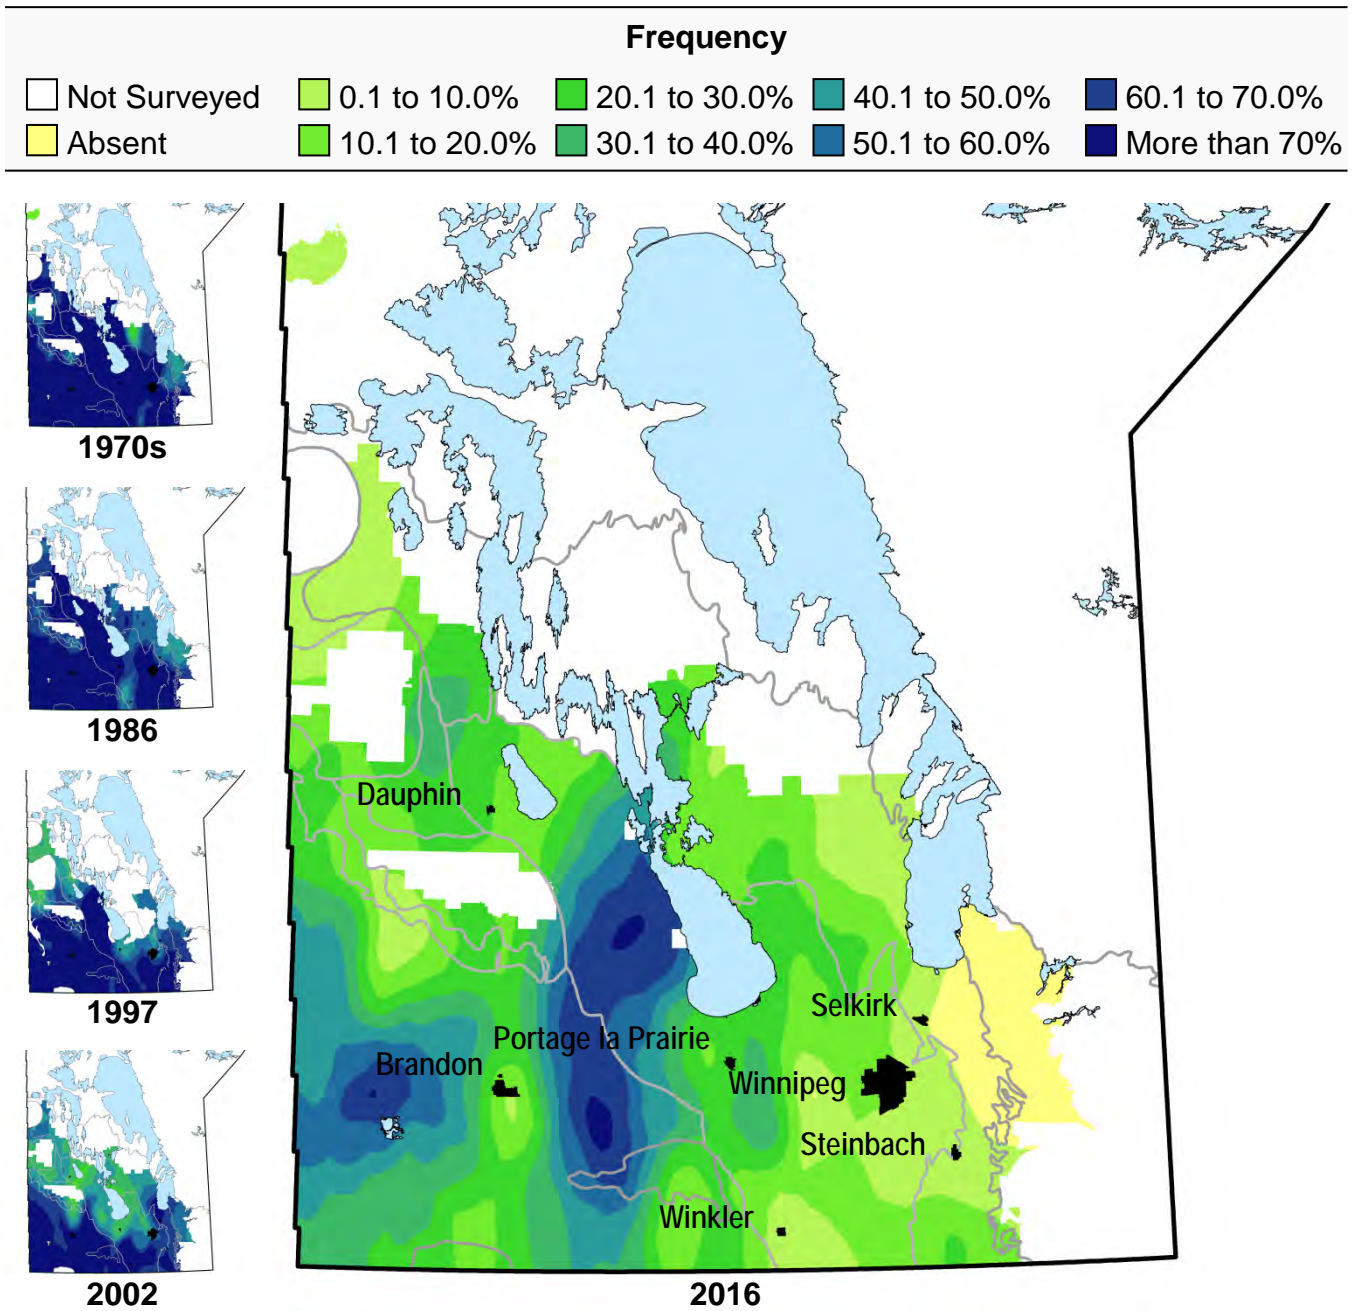 Frequency
Not Surveyed 0.1 to 10.0% 20.1 to 30.0% 40.1 to 50.0% 60.1 to 70.0%
Absent 10.1 to 20.0% 30.1 to 40.0% 50.1 to 60.0% More than 70%
1970s
1986
1997
2002
Dauphin
Selkirk
Portage la Prairie
Brandon
Winnipeg
Steinbach
Winkler
2016